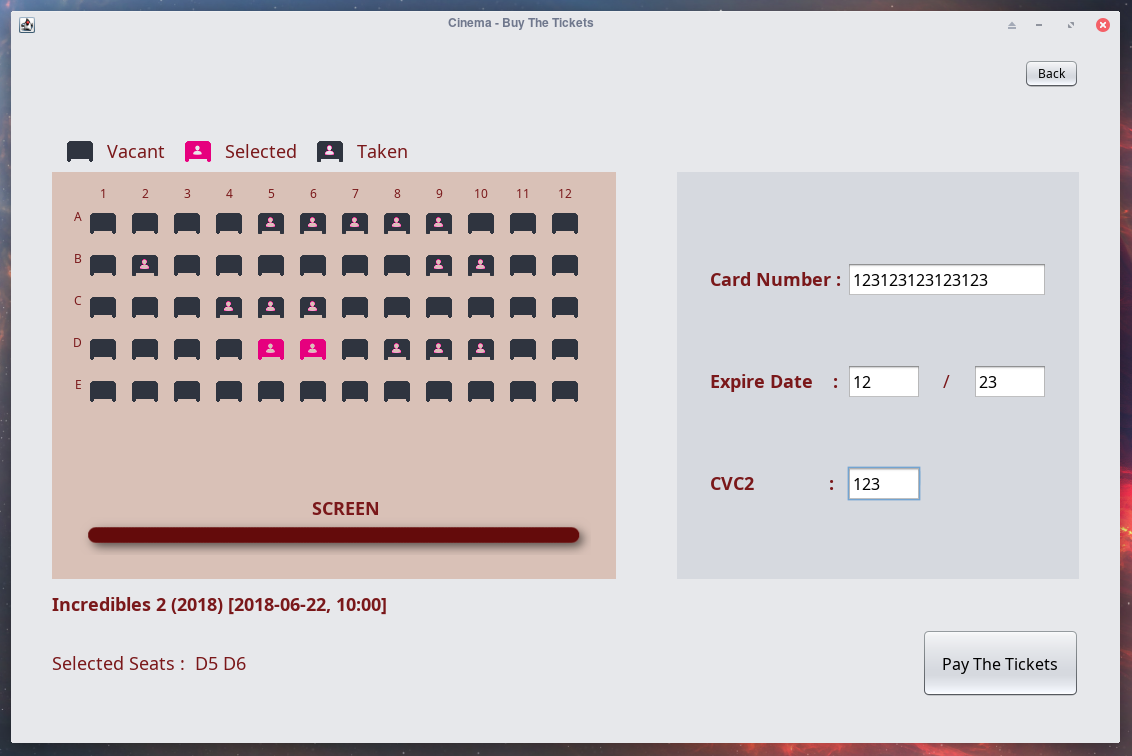 Cinema - Buy The Tickets
Back
Vacant Selected Taken
1 2 3 4 5 6 7 8 9 10 11 12
A
B
C
D
E
SCREEN
Card Number : 123123123123123
Expire Date : 12 / 23
CVC2 : 123
Incredibles 2 (2018) [2018-06-22, 10:00]
Selected Seats : D5 D6
Pay The Tickets